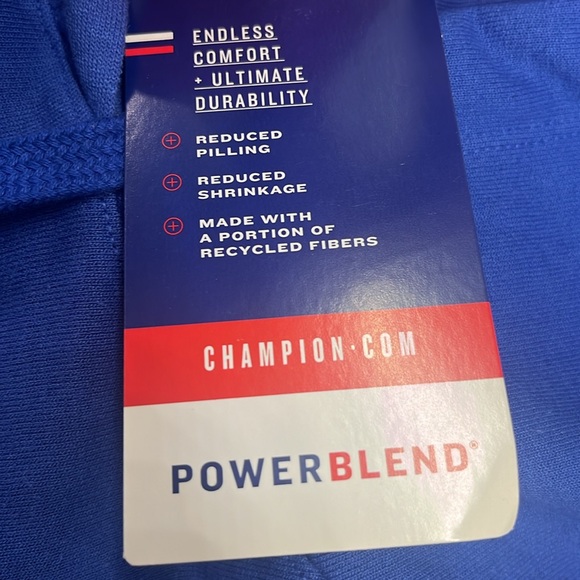 ENDLESS
COMFORT
+ ULTIMATE
DURABILITY
REDUCED
PILLING
REDUCED
SHRINKAGE
MADE WITH
A PORTION OF
RECYCLED FIBERS
CHAMPION·COM
POWERBLEND®